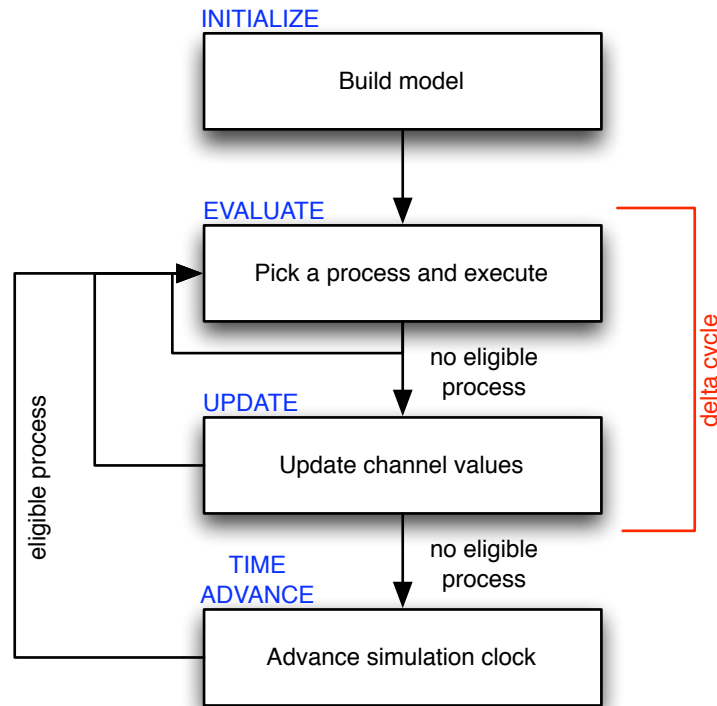 INITIALIZE
Build model
EVALUATE
Pick a process and execute
no eligible
process
UPDATE
Update channel values
no eligible
process
TIME
ADVANCE
Advance simulation clock
eligible process
delta cycle